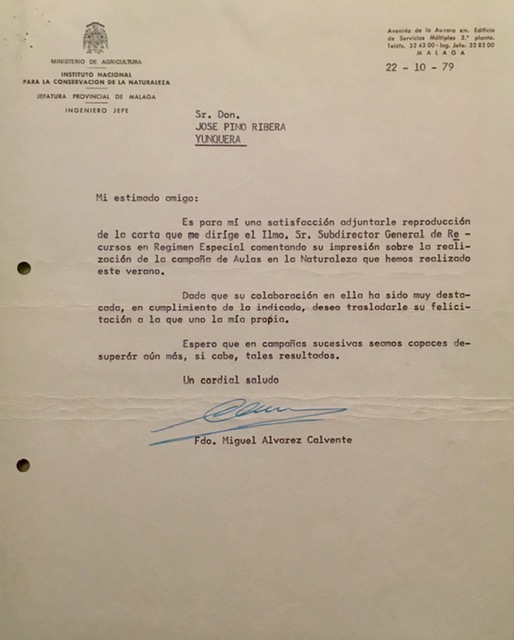 MINISTERIO DE AGRICULTURA
INSTITUTO NACIONAL
PARA LA CONSERVACION DE LA NATURALEZA
JEFATURA PROVINCIAL DE MALAGA
INGENIERO JEFE
Avenida de la Aurora s/n. Edificio
de Servicios Múltiples 3.ª planta.
Teléfs. 32 43 00 - Ing. Jefe: 32 82 00
MALAGA
22 - 10 - 79
Sr. Don.
JOSE PINO RIBERA
YUNQUERA
Mi estimado amigo:
Es para mí una satisfacción adjuntarle reproducción
de la carta que me dirige el Ilmo. Sr. Subdirector General de Re-
cursos en Regimen Especial comentando su impresión sobre la reali-
zación de la campaña de Aulas en la Naturaleza que hemos realizado
este verano.
Dada que su colaboración en ella ha sido muy desta-
cada, en cumplimiento de lo indicado, deseo trasladarle su felici-
tación a la que uno la mía propia.
Espero que en campañas sucesivas seamos capaces de-
superár aún más, si cabe, tales resultados.
Un cordial saludo
Fdo. Miguel Alvarez Calvente